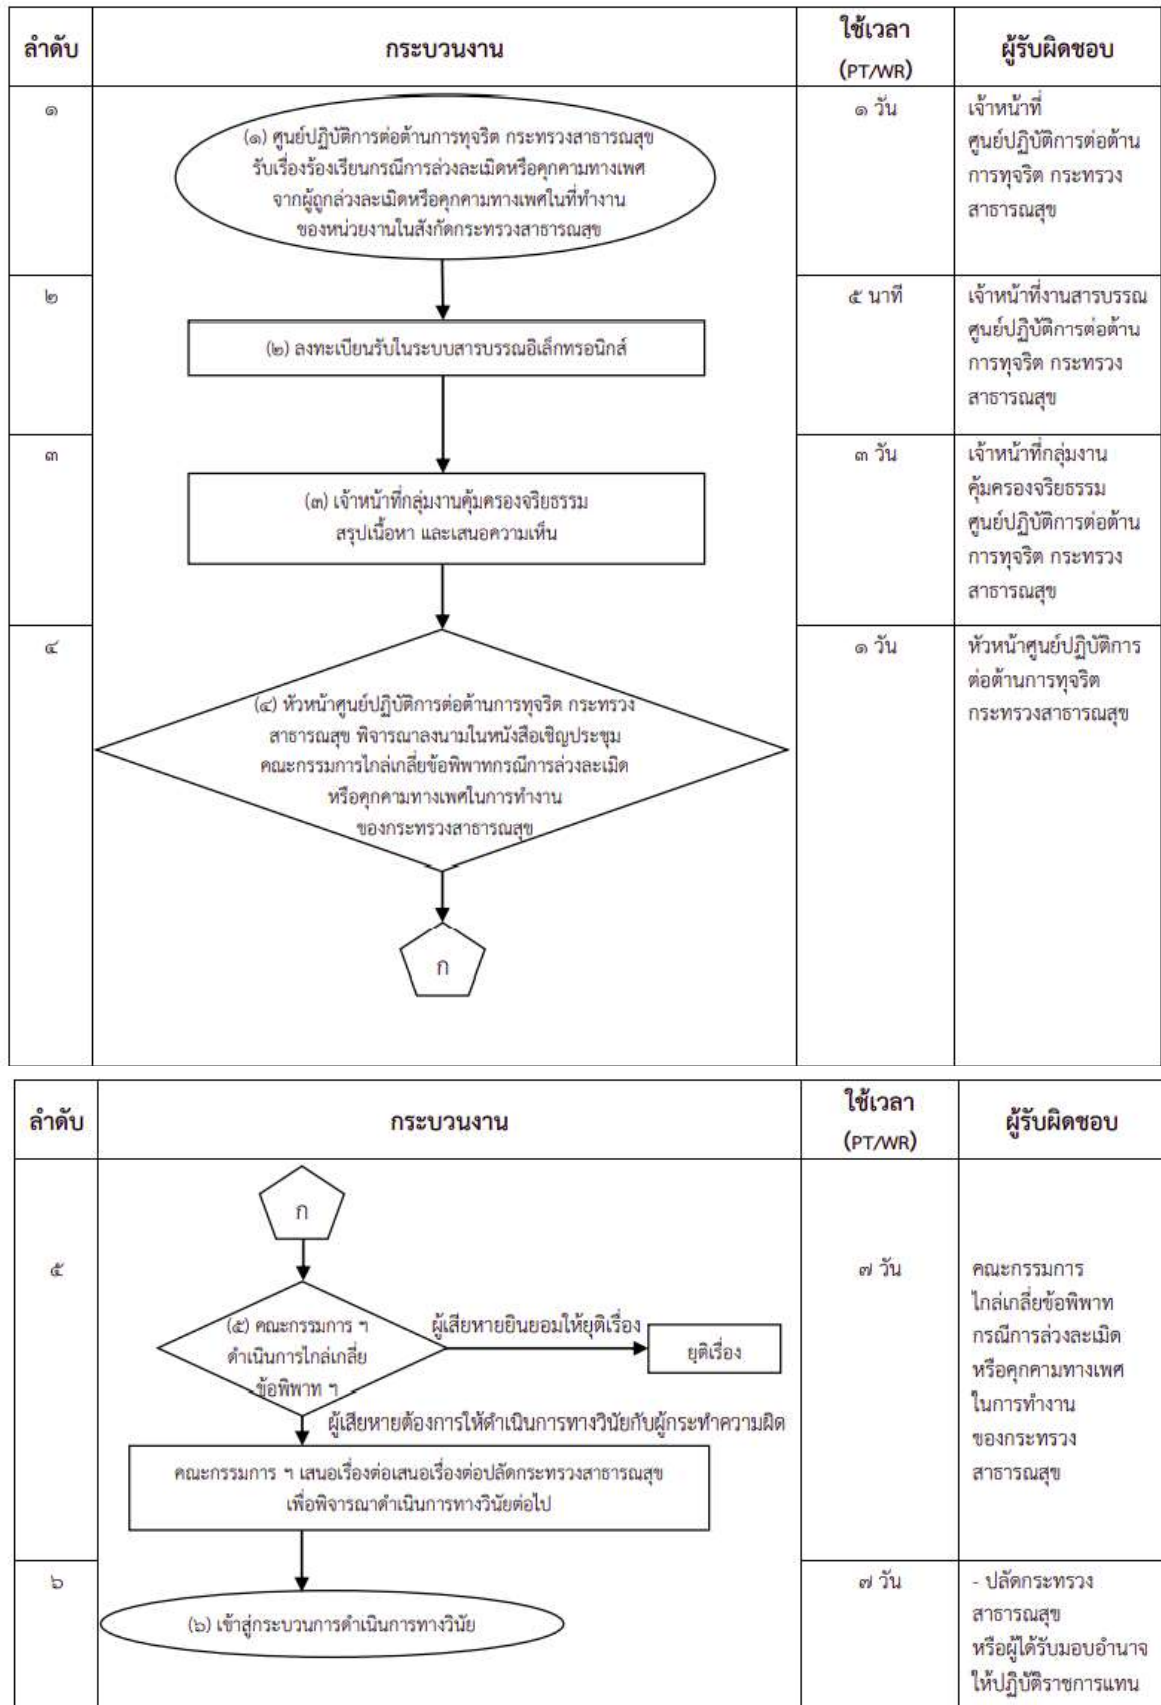 ลำดับ
กระบวนงาน
ใช้เวลา
(PT/WR)
ผู้รับผิดชอบ
๑
(๑) ศูนย์ปฏิบัติการต่อต้านการทุจริต กระทรวงสาธารณสุข
รับเรื่องร้องเรียนกรณีการล่วงละเมิดหรือคุกคามทางเพศ
จากผู้ถูกล่วงละเมิดหรือคุกคามทางเพศในที่ทำงาน
ของหน่วยงานในสังกัดกระทรวงสาธารณสุข
๑ วัน
เจ้าหน้าที่
ศูนย์ปฏิบัติการต่อต้าน
การทุจริต กระทรวง
สาธารณสุข
๒
(๒) ลงทะเบียนรับในระบบสารบรรณอิเล็กทรอนิกส์
๕ นาที
เจ้าหน้าที่งานสารบรรณ
ศูนย์ปฏิบัติการต่อต้าน
การทุจริต กระทรวง
สาธารณสุข
๓
(๓) เจ้าหน้าที่กลุ่มงานคุ้มครองจริยธรรม
สรุปเนื้อหา และเสนอความเห็น
๓ วัน
เจ้าหน้าที่กลุ่มงาน
คุ้มครองจริยธรรม
ศูนย์ปฏิบัติการต่อต้าน
การทุจริต กระทรวง
สาธารณสุข
๔
(๔) หัวหน้าศูนย์ปฏิบัติการต่อต้านการทุจริต กระทรวง
สาธารณสุข พิจารณาลงนามในหนังสือเชิญประชุม
คณะกรรมการไกล่เกลี่ยข้อพิพาทกรณีการล่วงละเมิด
หรือคุกคามทางเพศในการทำงาน
ของกระทรวงสาธารณสุข
๑ วัน
หัวหน้าศูนย์ปฏิบัติการ
ต่อต้านการทุจริต
กระทรวงสาธารณสุข
ก
ลำดับ
กระบวนงาน
ใช้เวลา
(PT/WR)
ผู้รับผิดชอบ
ก
๕
(๕) คณะกรรมการ ฯ
ดำเนินการไกล่เกลี่ย
ข้อพิพาท ฯ
ผู้เสียหายยินยอมให้ยุติเรื่อง
ยุติเรื่อง
ผู้เสียหายต้องการให้ดำเนินการทางวินัยกับผู้กระทำความผิด
คณะกรรมการ ฯ เสนอเรื่องต่อเสนอเรื่องต่อปลัดกระทรวงสาธารณสุข
เพื่อพิจารณาดำเนินการทางวินัยต่อไป
๗ วัน
คณะกรรมการ
ไกล่เกลี่ยข้อพิพาท
กรณีการล่วงละเมิด
หรือคุกคามทางเพศ
ในการทำงาน
ของกระทรวง
สาธารณสุข
๖
(๖) เข้าสู่กระบวนการดำเนินการทางวินัย
๗ วัน
- ปลัดกระทรวง
สาธารณสุข
หรือผู้ได้รับมอบอำนาจ
ให้ปฏิบัติราชการแทน